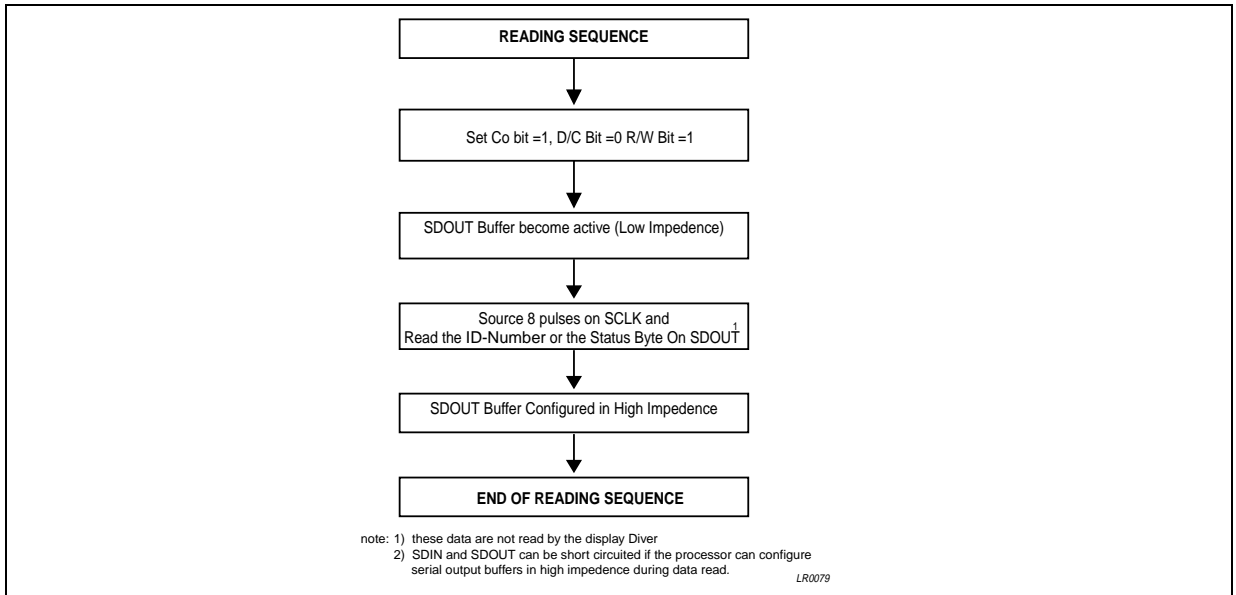 READING SEQUENCE
Set Co bit =1, D/C Bit =0 R/W Bit =1
SDOUT Buffer become active (Low Impedence)
Source 8 pulses on SCLK and
Read the ID-Number or the Status Byte On SDOUT 1
SDOUT Buffer Configured in High Impedence
END OF READING SEQUENCE
note: 1) these data are not read by the display Diver
2) SDIN and SDOUT can be short circuited if the processor can configure
serial output buffers in high impedence during data read.
LR0079